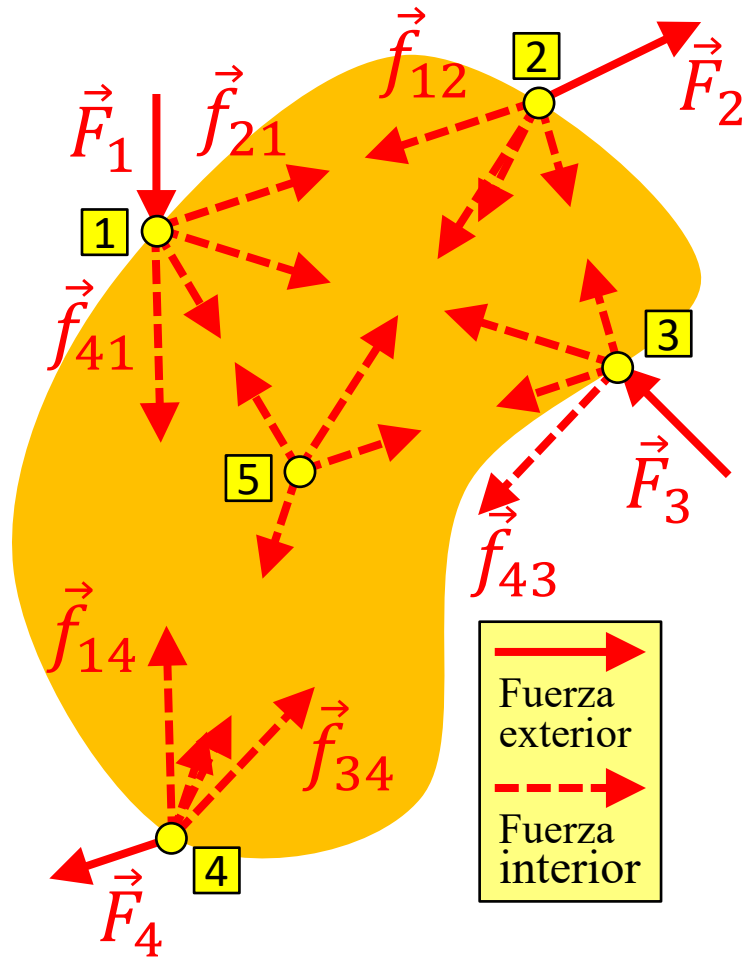 2
f⃗₁₂
F⃗₂
F⃗₁
f⃗₂₁
1
f⃗₄₁
3
F⃗₃
5
f⃗₄₃
f⃗₁₄
f⃗₃₄
4
F⃗₄
Fuerza
exterior
Fuerza
interior